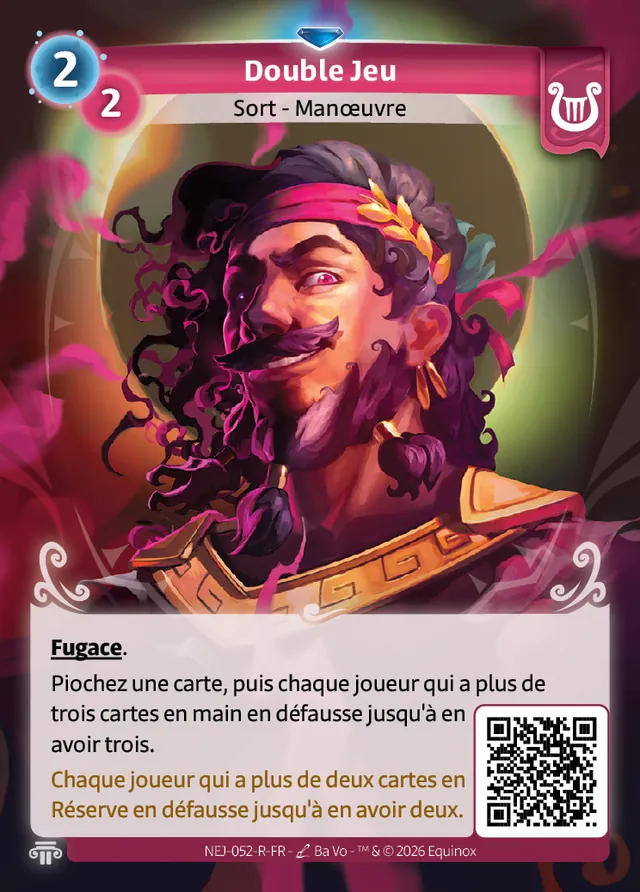 2
Double Jeu
2
Sort - Manœuvre
Fugace.
Piochez une carte, puis chaque joueur qui a plus de
trois cartes en main en défausse jusqu'à en
avoir trois.
Chaque joueur qui a plus de deux cartes en
Réserve en défausse jusqu'à en avoir deux.
NEJ-052-R-FR - Ba Vo - ™ & © 2026 Equinox